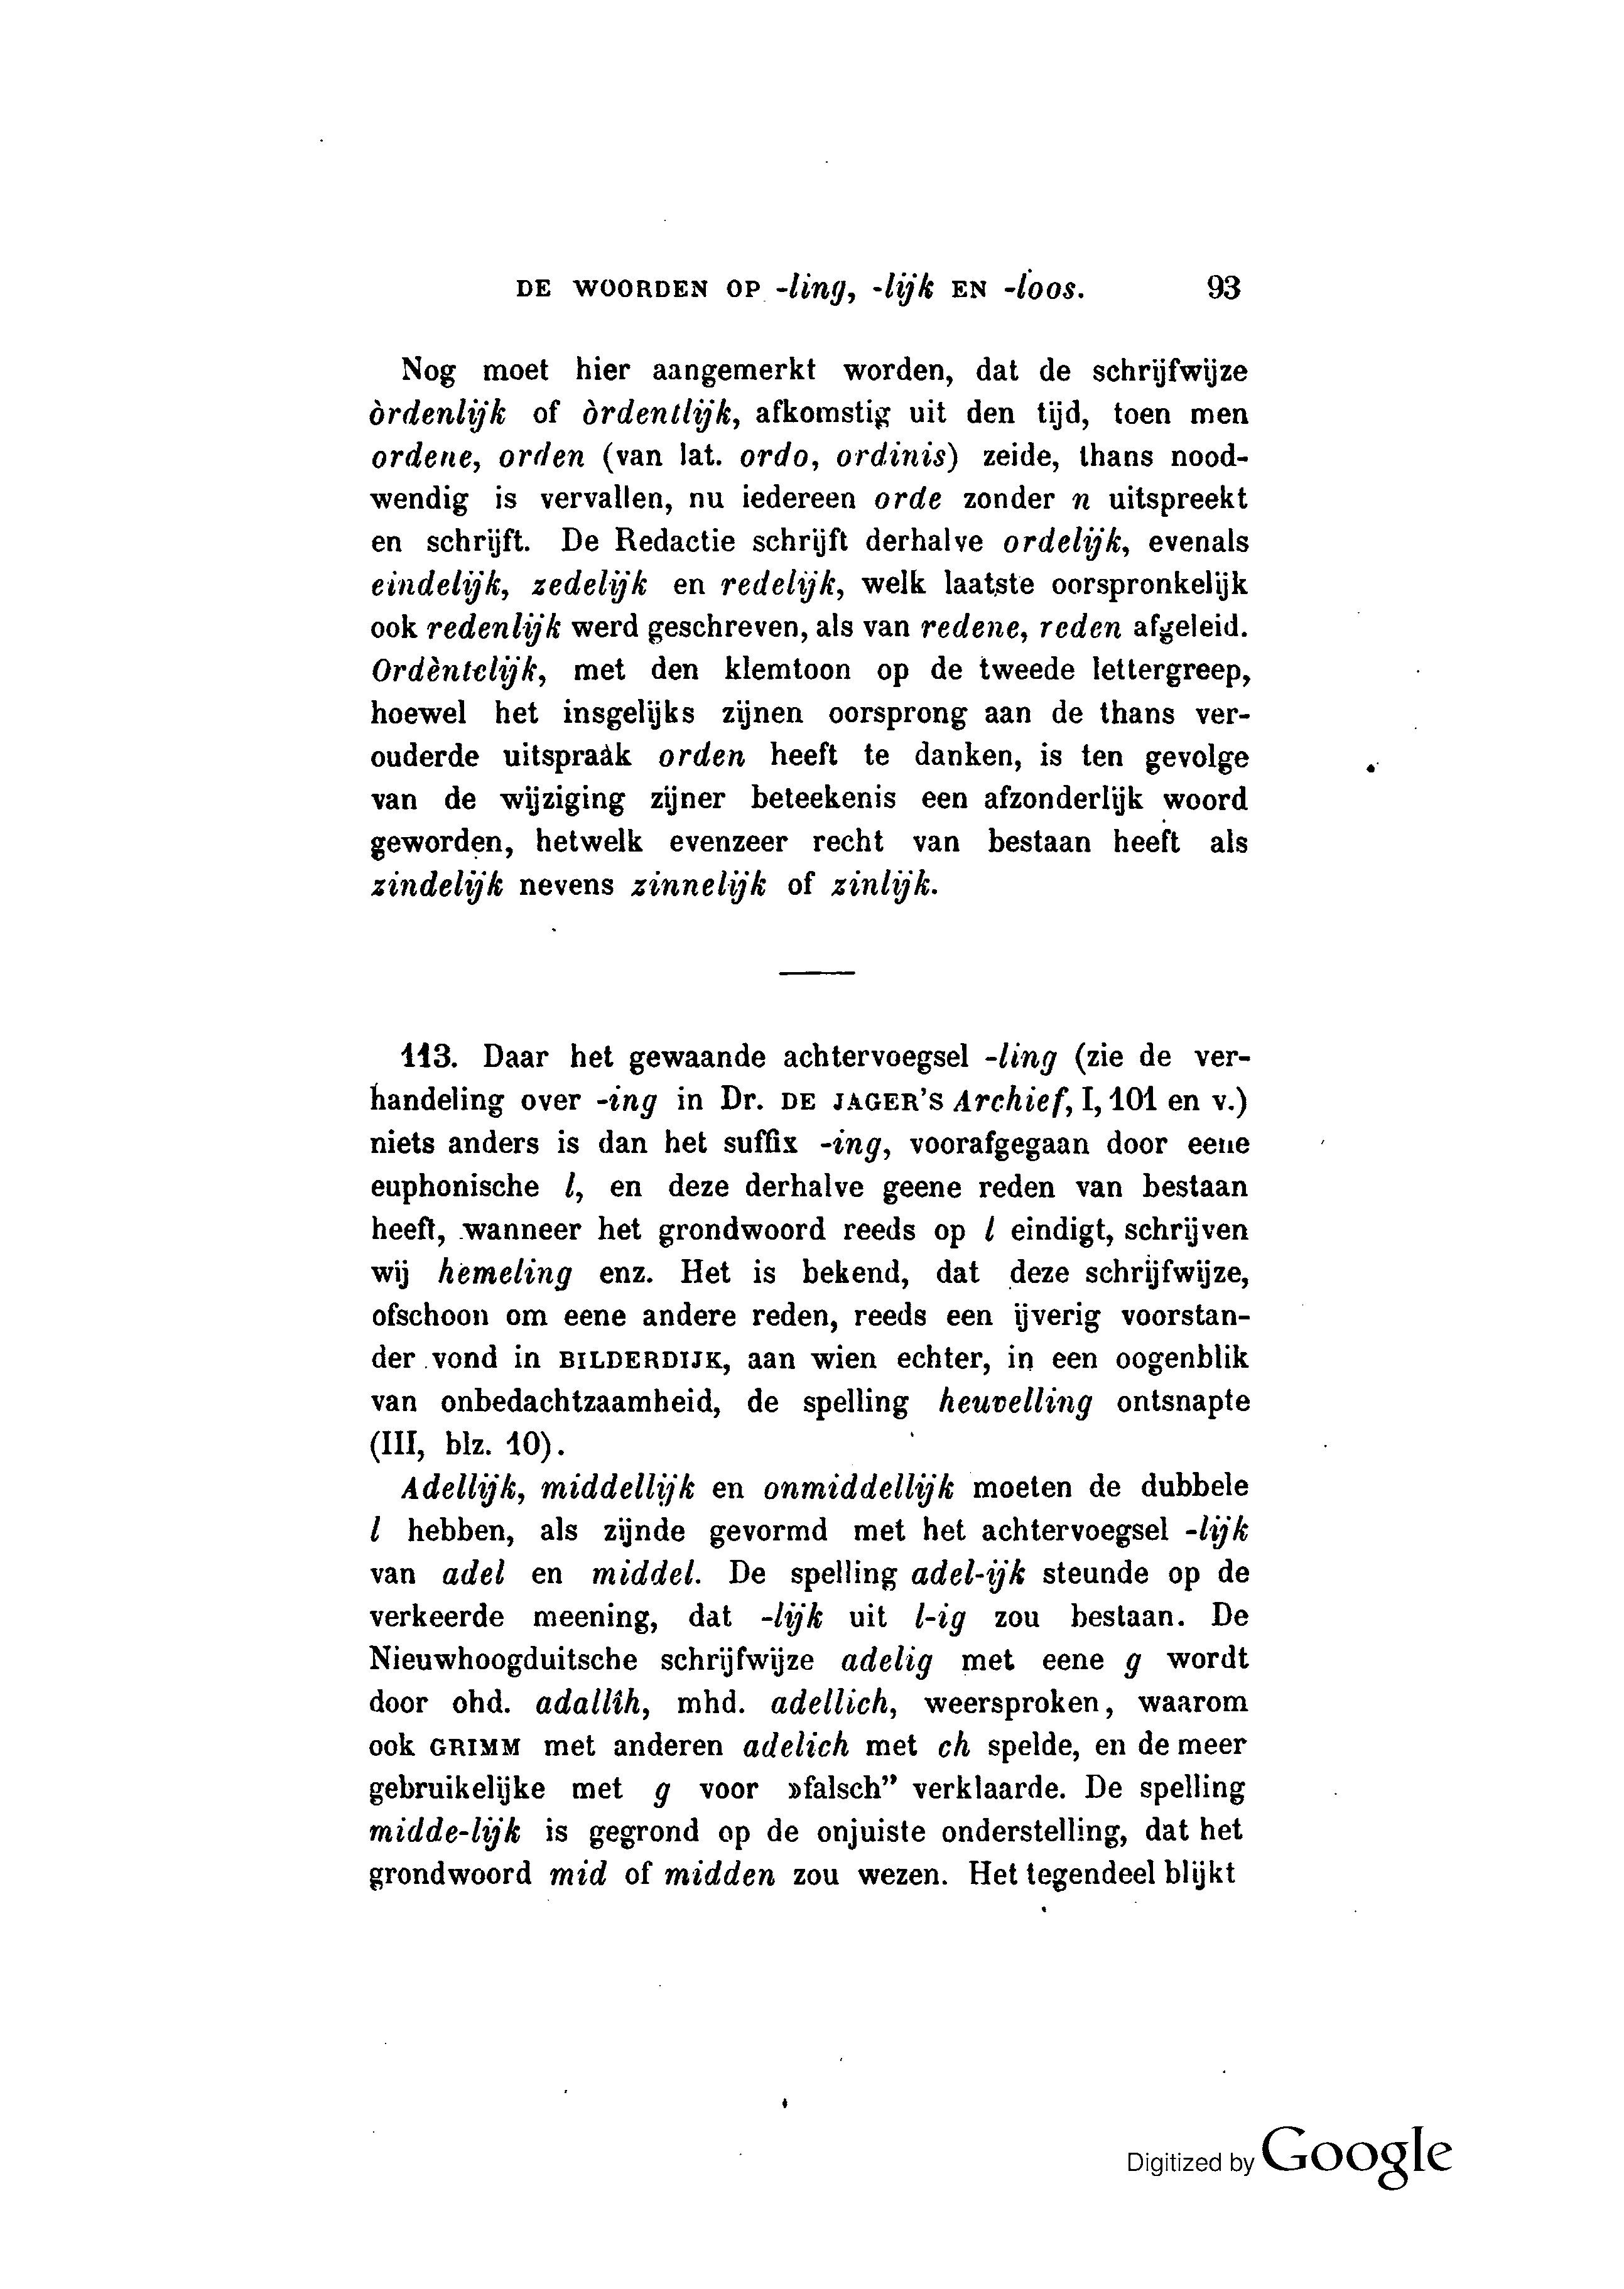 DE WOORDEN OP -ling, -lijk EN -loos. 93
Nog moet hier aangemerkt worden, dat de schrijfwijze
òrdenlijk of òrdentlijk, afkomstig uit den tijd, toen men
ordene, orden (van lat. ordo, ordinis) zeide, thans nood-
wendig is vervallen, nu iedereen orde zonder n uitspreekt
en schrijft. De Redactie schrijft derhalve ordelijk, evenals
eindelijk, zedelijk en redelijk, welk laatste oorspronkelijk
ook redenlijk werd geschreven, als van redene, reden afgeleid.
Ordèntelijk, met den klemtoon op de tweede lettergreep,
hoewel het insgelijks zijnen oorsprong aan de thans ver-
ouderde uitspraak orden heeft te danken, is ten gevolge
van de wijziging zijner beteekenis een afzonderlijk woord
geworden, hetwelk evenzeer recht van bestaan heeft als
zindelijk nevens zinnelijk of zinlijk.
113. Daar het gewaande achtervoegsel -ling (zie de ver-
handeling over -ing in Dr. DE JAGER'S Archief, I, 101 en v.)
niets anders is dan het suffix -ing, voorafgegaan door eene
euphonische l, en deze derhalve geene reden van bestaan
heeft, wanneer het grondwoord reeds op l eindigt, schrijven
wij hemeling enz. Het is bekend, dat deze schrijfwijze,
ofschoon om eene andere reden, reeds een ijverig voorstan-
der vond in BILDERDIJK, aan wien echter, in een oogenblik
van onbedachtzaamheid, de spelling heuvelling ontsnapte
(III, blz. 10).
Adellijk, middellijk en onmiddellijk moeten de dubbele
l hebben, als zijnde gevormd met het achtervoegsel -lijk
van adel en middel. De spelling adel-ijk steunde op de
verkeerde meening, dat -lijk uit l-ig zou bestaan. De
Nieuwhoogduitsche schrijfwijze adelig met eene g wordt
door ohd. adallîh, mhd. adellich, weersproken, waarom
ook GRIMM met anderen adelich met ch spelde, en de meer
gebruikelijke met g voor »falsch" verklaarde. De spelling
midde-lijk is gegrond op de onjuiste onderstelling, dat het
grondwoord mid of midden zou wezen. Het tegendeel blijkt
Digitized by Google